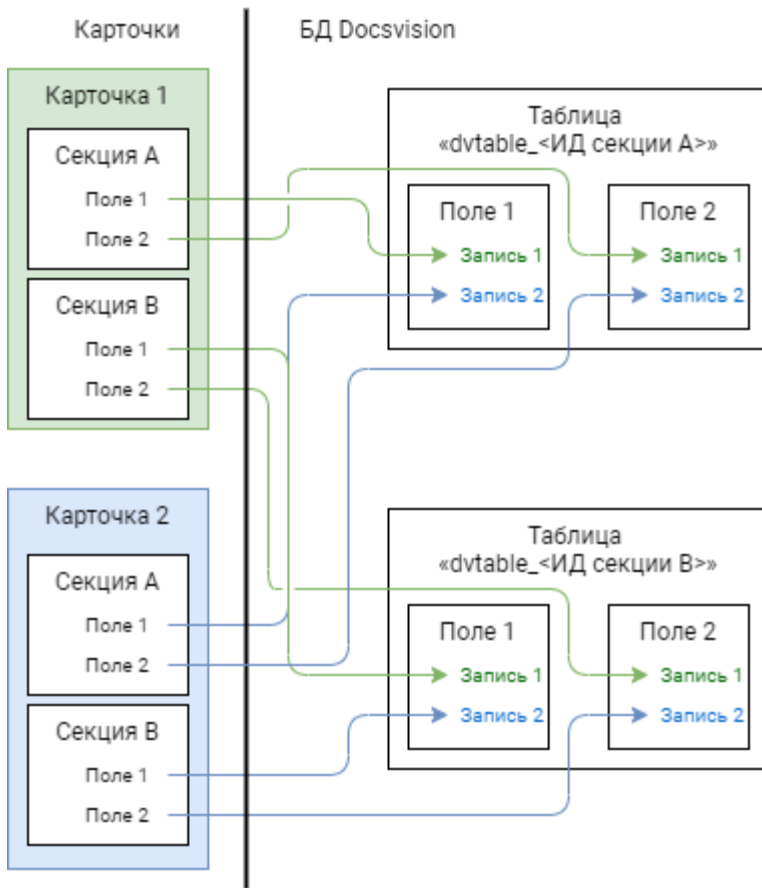 Карточки
БД Docsvision
Карточка 1
Секция A
Поле 1
Поле 2
Секция B
Поле 1
Поле 2
Карточка 2
Секция A
Поле 1
Поле 2
Секция B
Поле 1
Поле 2
Таблица
«dvtable_<ИД секции A>»
Поле 1
Запись 1
Запись 2
Поле 2
Запись 1
Запись 2
Таблица
«dvtable_<ИД секции B>»
Поле 1
Запись 1
Запись 2
Поле 2
Запись 1
Запись 2